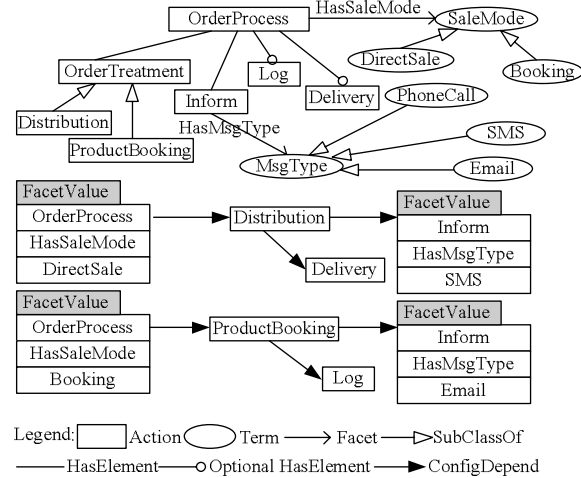 OrderProcess
HasSaleMode
SaleMode
DirectSale
Booking
OrderTreatment
Log
Inform
Delivery
PhoneCall
Distribution
HasMsgType
ProductBooking
SMS
MsgType
Email
FacetValue
OrderProcess
HasSaleMode
DirectSale
Distribution
Delivery
FacetValue
Inform
HasMsgType
SMS
FacetValue
OrderProcess
HasSaleMode
Booking
ProductBooking
Log
FacetValue
Inform
HasMsgType
Email
Legend: Action Term Facet SubClassOf
HasElement Optional HasElement ConfigDepend